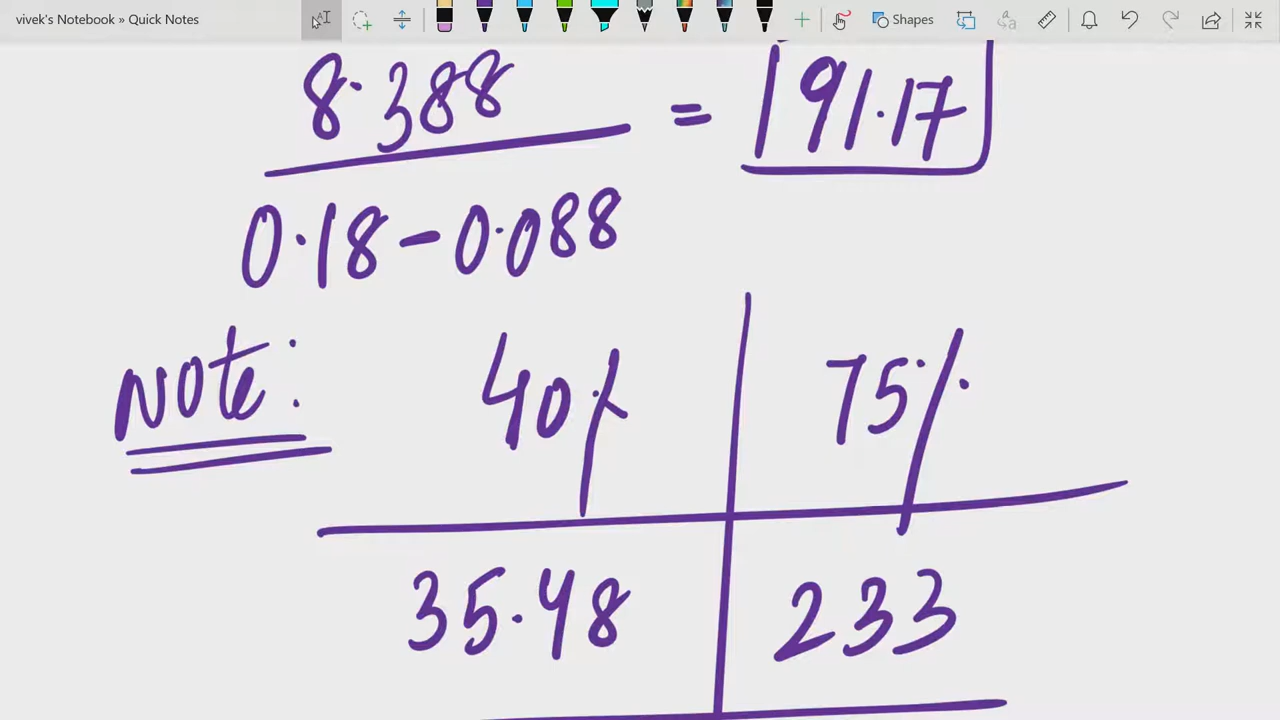 vivek's Notebook » Quick Notes Shapes
8.388 = 91.17
0.18-0.088
NOTE: 40% 75%
35.48 233